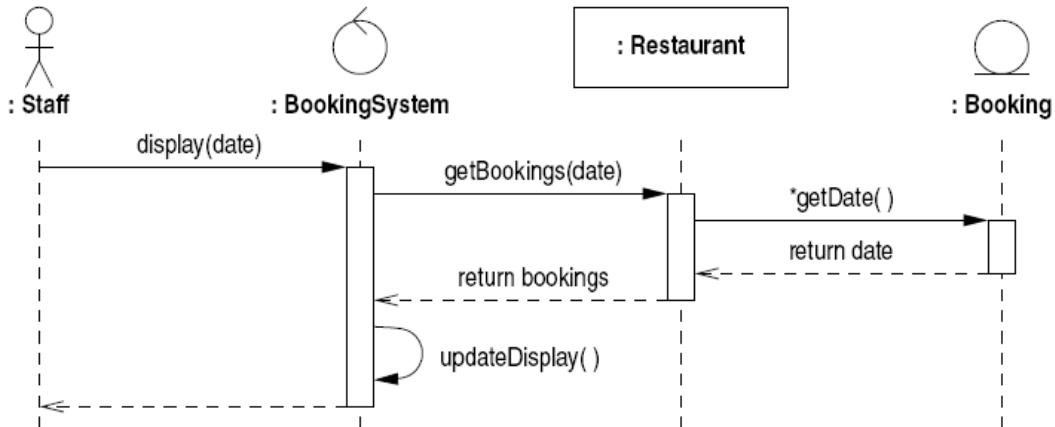 : Restaurant
: Staff
: BookingSystem
: Booking
display(date)
getBookings(date)
*getDate( )
return date
return bookings
updateDisplay( )